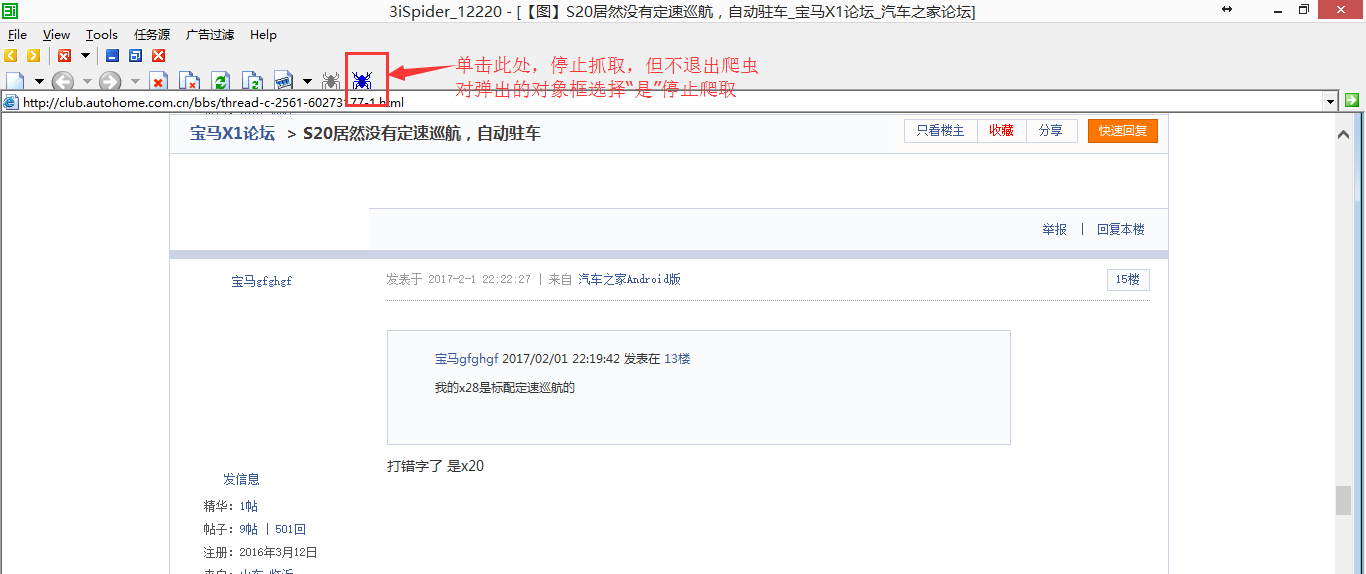 3i
3iSpider_12220 - [【图】S20居然没有定速巡航，自动驻车_宝马X1论坛_汽车之家论坛]
File View Tools 任务源 广告过滤 Help
单击此处，停止抓取，但不退出爬虫
对弹出的对象框选择“是”停止爬取
http://club.autohome.com.cn/bbs/thread-c-2561-60273177-1.html
宝马X1论坛 > S20居然没有定速巡航，自动驻车
只看楼主 收藏 分享 快速回复
举报 | 回复本楼
宝马gfghgf
发表于 2017-2-1 22:22:27 | 来自 汽车之家Android版
15楼
宝马gfghgf 2017/02/01 22:19:42 发表在 13楼
我的x28是标配定速巡航的
打错字了 是x20
发信息
精华：1帖
帖子：9帖 | 501回
注册：2016年3月12日
来自：山东 临沂